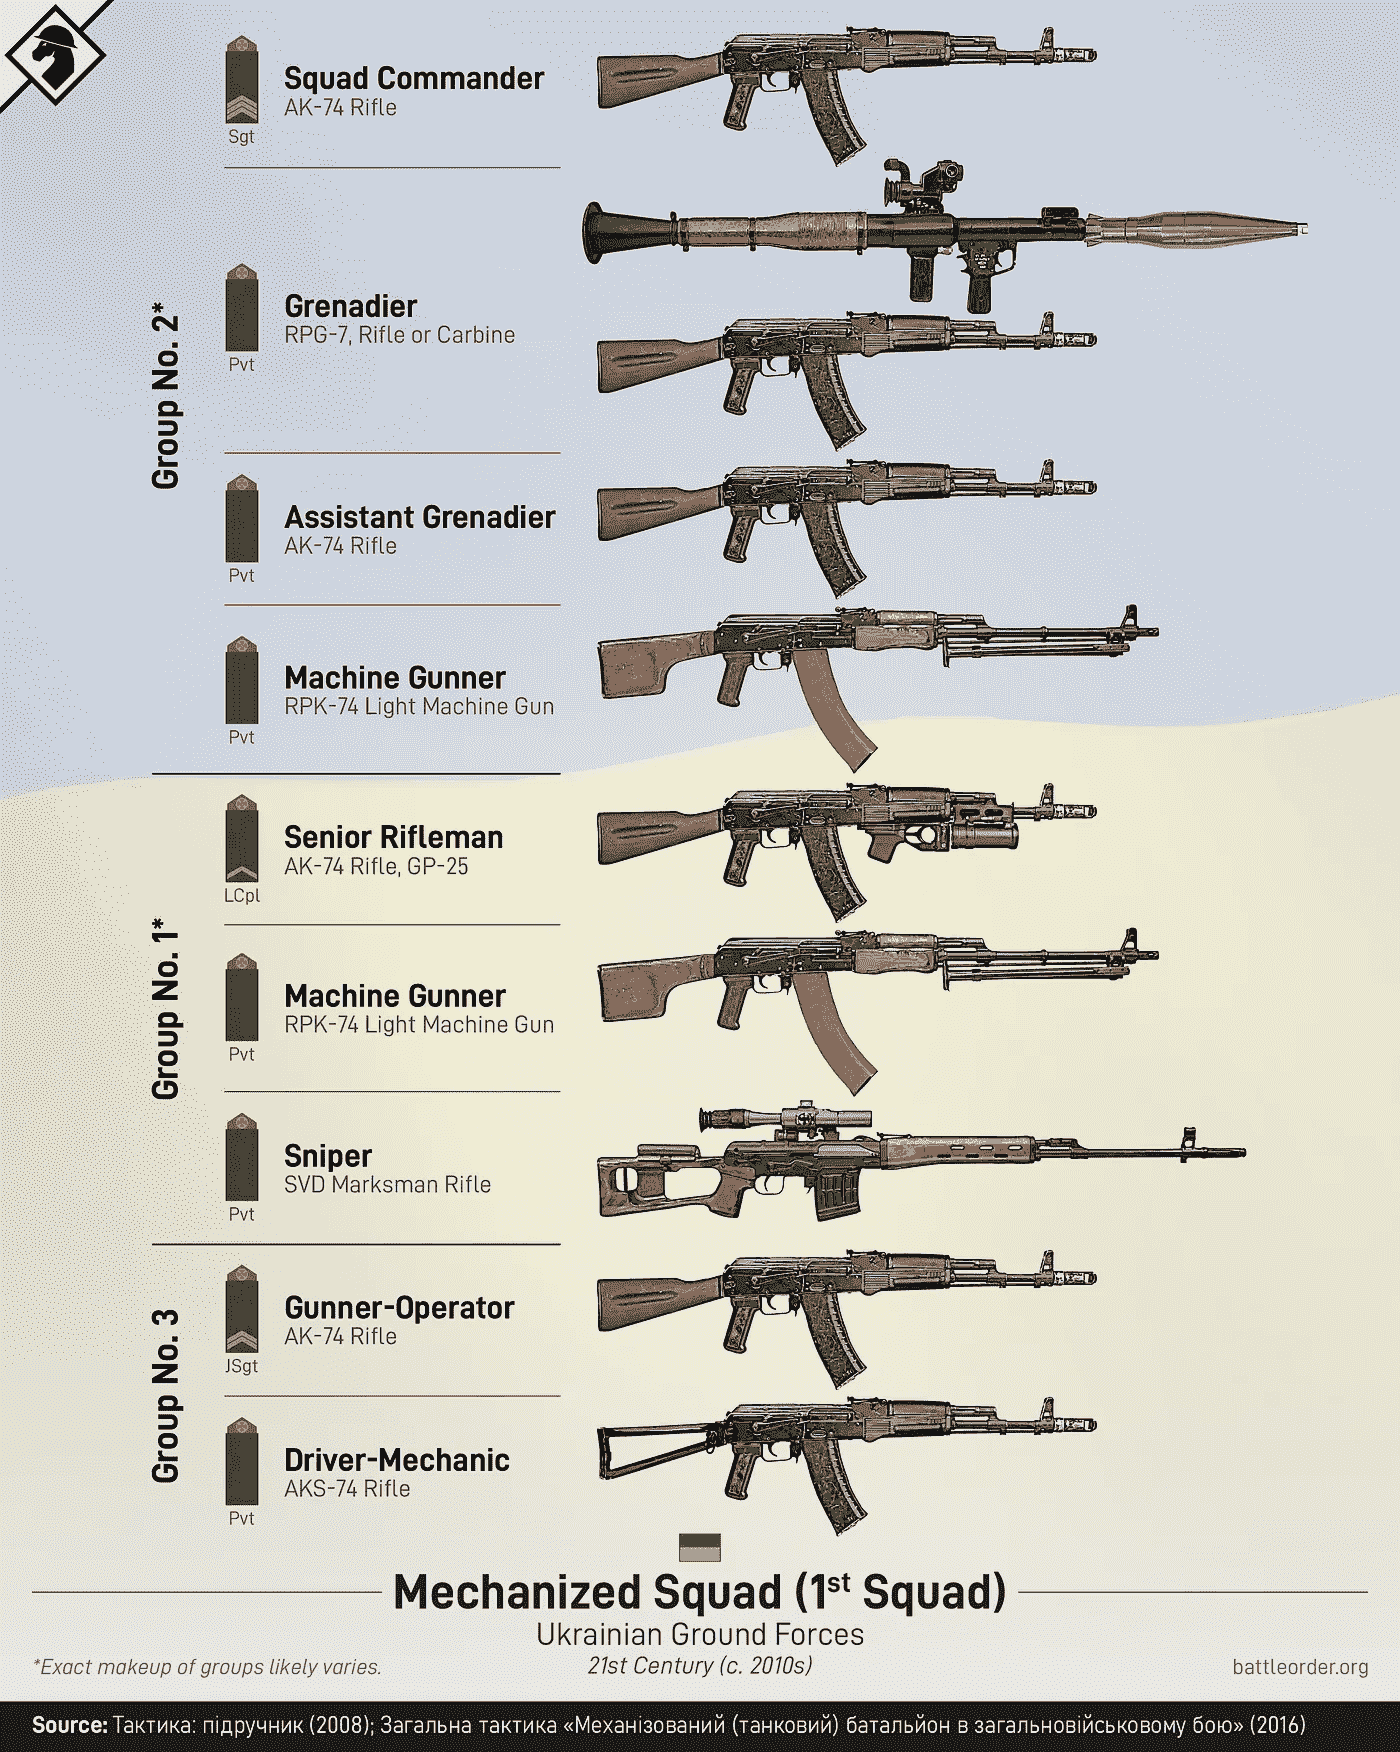 Group No. 2*
Sgt
Squad Commander
AK-74 Rifle
Pvt
Grenadier
RPG-7, Rifle or Carbine
Pvt
Assistant Grenadier
AK-74 Rifle
Pvt
Machine Gunner
RPK-74 Light Machine Gun
Group No. 1*
LCpl
Senior Rifleman
AK-74 Rifle, GP-25
Pvt
Machine Gunner
RPK-74 Light Machine Gun
Pvt
Sniper
SVD Marksman Rifle
Group No. 3
JSgt
Gunner-Operator
AK-74 Rifle
Pvt
Driver-Mechanic
AKS-74 Rifle
Mechanized Squad (1st Squad)
Ukrainian Ground Forces
21st Century (c. 2010s)
*Exact makeup of groups likely varies.
battleorder.org
Source: Тактика: підручник (2008); Загальна тактика «Механізований (танковий) батальйон в загальновійськовому бою» (2016)